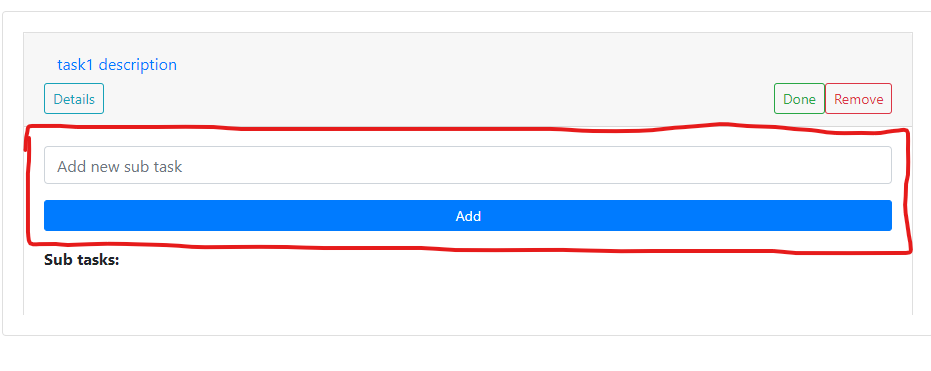 task1 description
Details
Done Remove
Add new sub task
Add
Sub tasks: